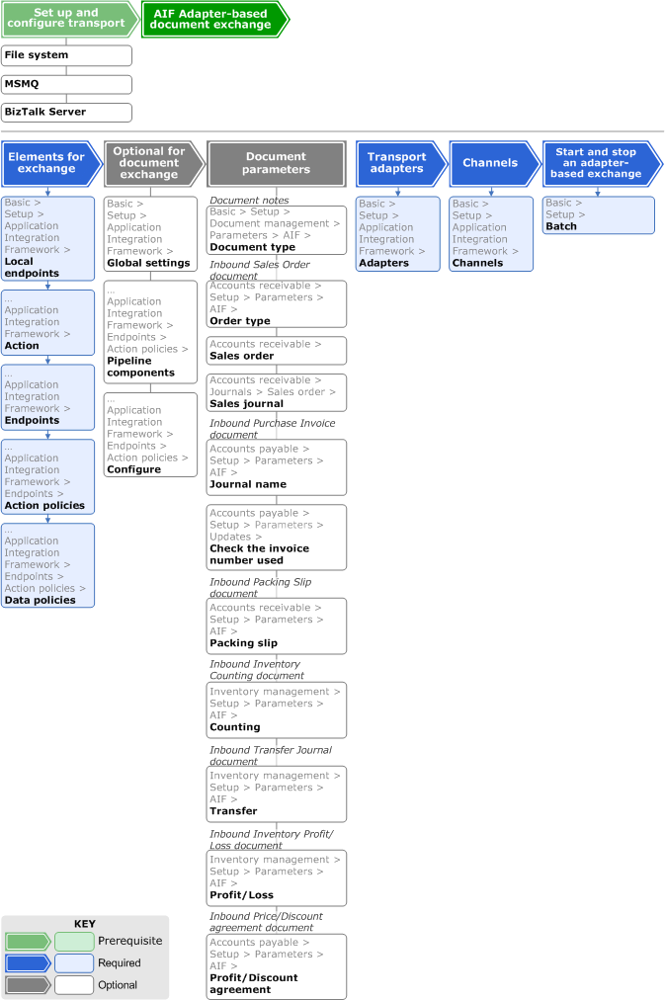 Set up and
configure transport
AIF Adapter-based
document exchange
File system
MSMQ
BizTalk Server
Elements for
exchange
Basic >
Setup >
Application
Integration
Framework >
Local
endpoints
...
Application
Integration
Framework >
Action
...
Application
Integration
Framework >
Endpoints
...
Application
Integration
Framework >
Endpoints >
Action policies
...
Application
Integration
Framework >
Endpoints >
Action policies >
Data policies
Optional for
document
exchange
Basic >
Setup >
Application
Integration
Framework >
Global settings
...
Application
Integration
Framework >
Endpoints >
Action policies >
Pipeline
components
...
Application
Integration
Framework >
Endpoints >
Action policies >
Configure
Document
parameters
Document notes
Basic > Setup >
Document management >
Parameters > AIF >
Document type
Inbound Sales Order
document
Accounts receivable >
Setup > Parameters >
AIF >
Order type
Accounts receivable >
Sales order
Accounts receivable >
Journals > Sales order >
Sales journal
Inbound Purchase Invoice
document
Accounts payable >
Setup > Parameters >
AIF >
Journal name
Accounts payable >
Setup > Parameters >
Updates >
Check the invoice
number used
Inbound Packing Slip
document
Accounts receivable >
Setup > Parameters >
AIF >
Packing slip
Inbound Inventory
Counting document
Inventory management >
Setup > Parameters >
AIF >
Counting
Inbound Transfer Journal
document
Inventory management >
Setup > Parameters >
AIF >
Transfer
Inbound Inventory Profit/
Loss document
Inventory management >
Setup > Parameters >
AIF >
Profit/Loss
Inbound Price/Discount
agreement document
Accounts payable >
Setup > Parameters >
AIF >
Profit/Discount
agreement
Transport
adapters
Basic >
Setup >
Application
Integration
Framework >
Adapters
Channels
Basic >
Setup >
Application
Integration
Framework >
Channels
Start and stop
an adapter-
based exchange
Basic >
Setup >
Batch
KEY
Prerequisite
Required
Optional